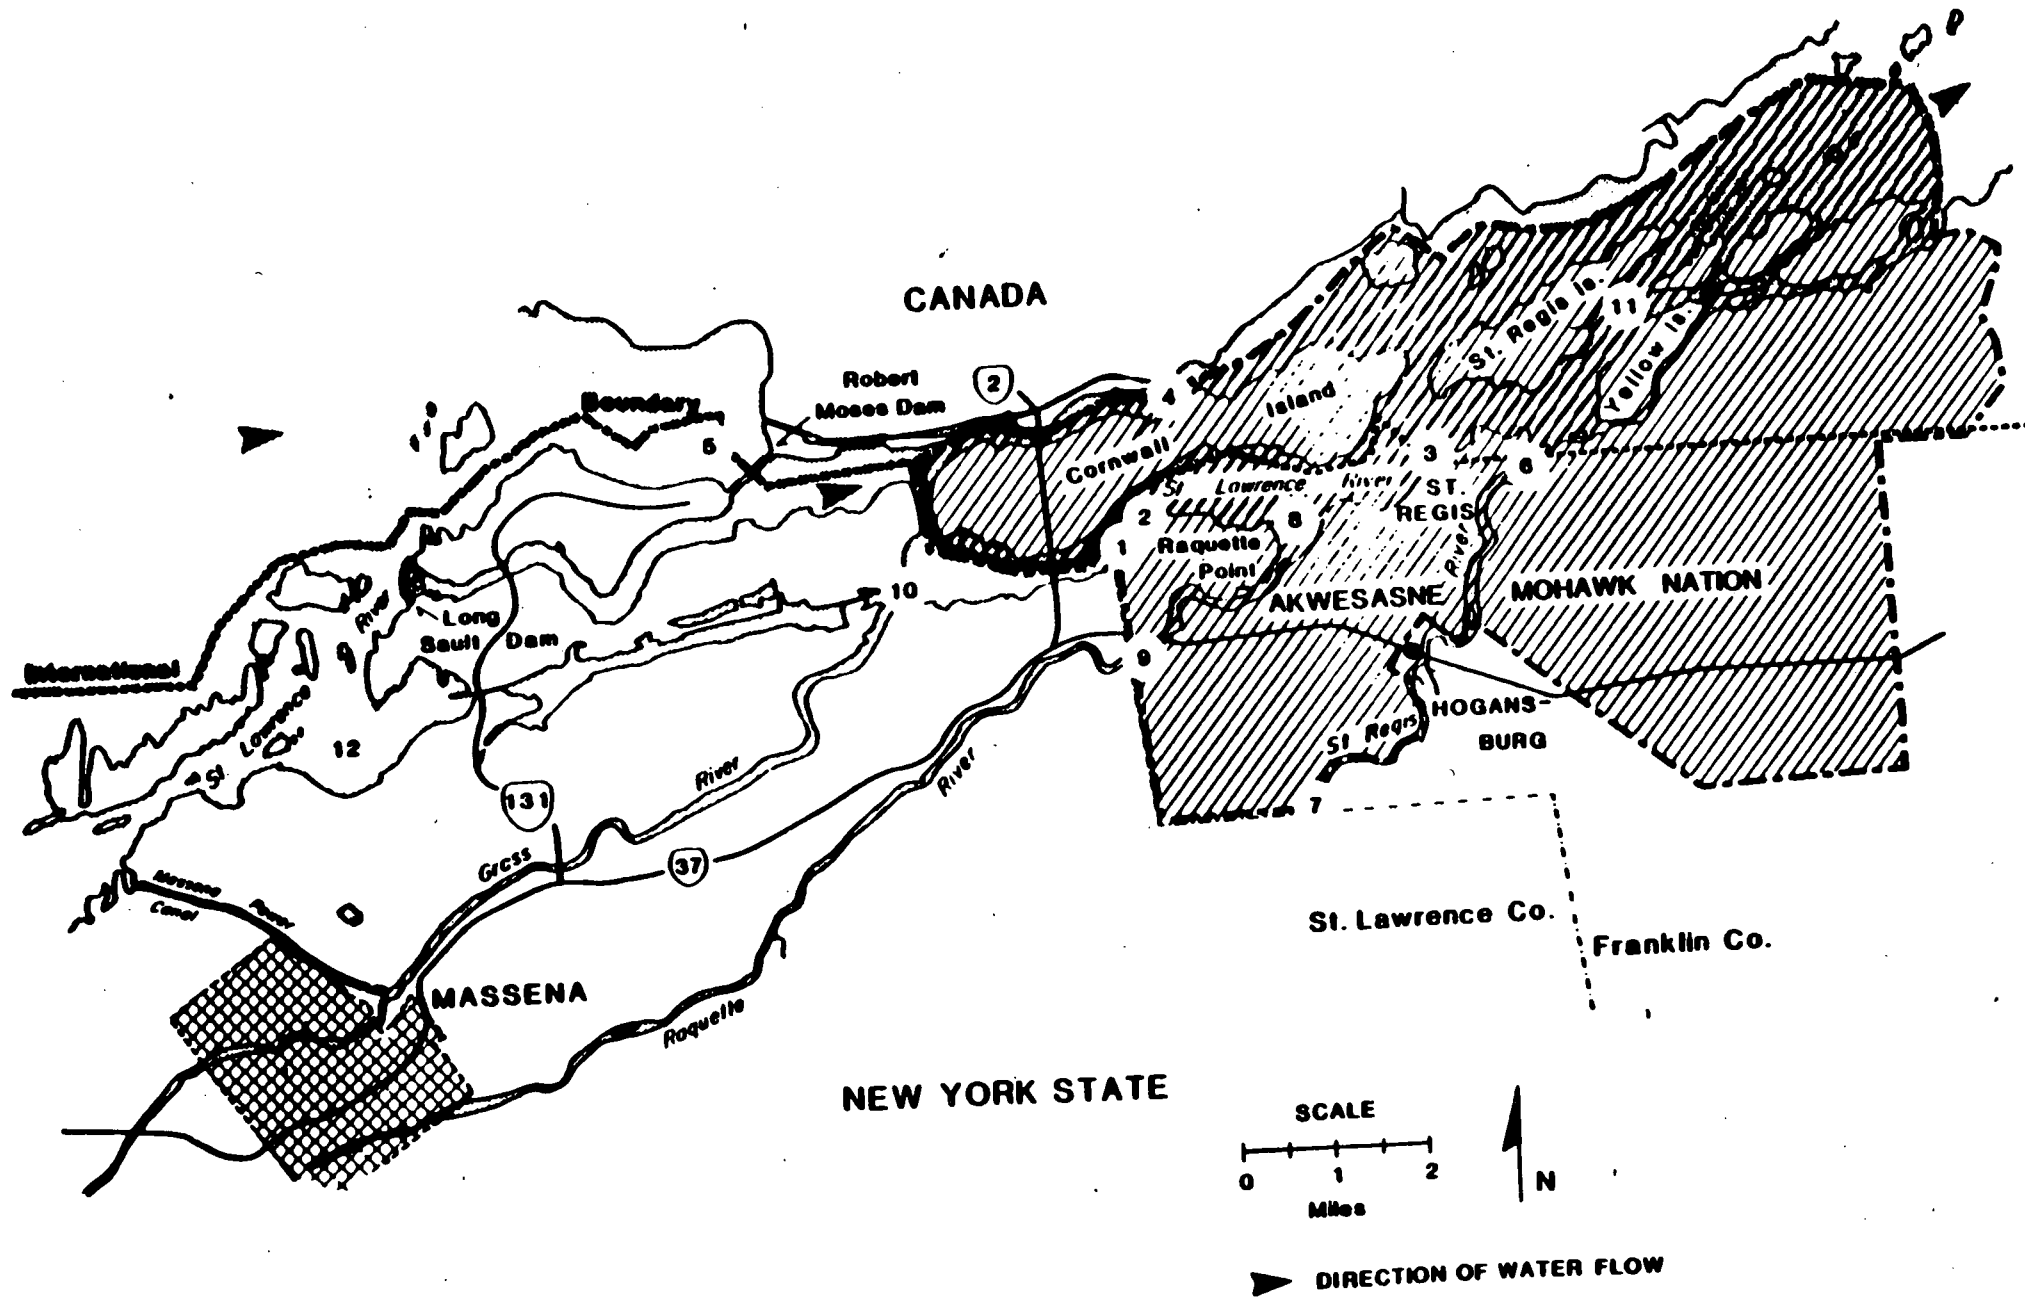 CANADA
Robert
Moses Dam
2
Boundary
5
4
Island
Cornwall
St. Regis Is.
11
Yellow Is.
3
6
St Lawrence River
ST.
REGIS
River
2
8
1
Raquette
Point
10
AKWESASNE
MOHAWK NATION
River
Long
Sault Dam
International
9
HOGANS-
BURG
St Regis
St. Lawrence
12
7
131
River
River
Grass
37
Massena Power
Canal
St. Lawrence Co.
Franklin Co.
MASSENA
Raquette
NEW YORK STATE
SCALE
0 1 2
Miles
N
DIRECTION OF WATER FLOW